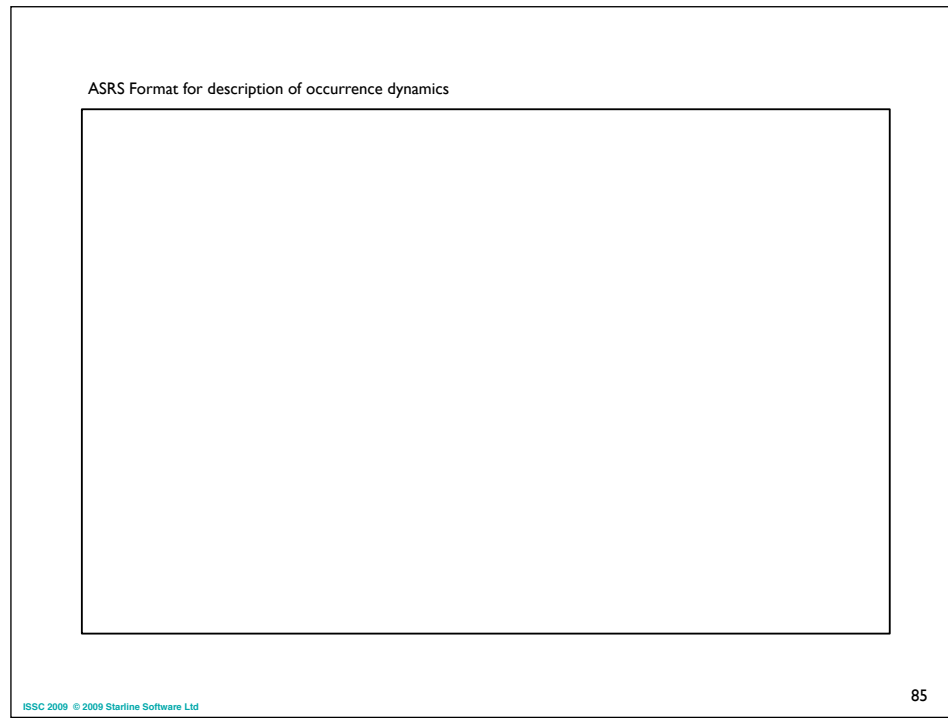 ASRS Format for description of occurrence dynamics
ISSC 2009 © 2009 Starline Software Ltd
85